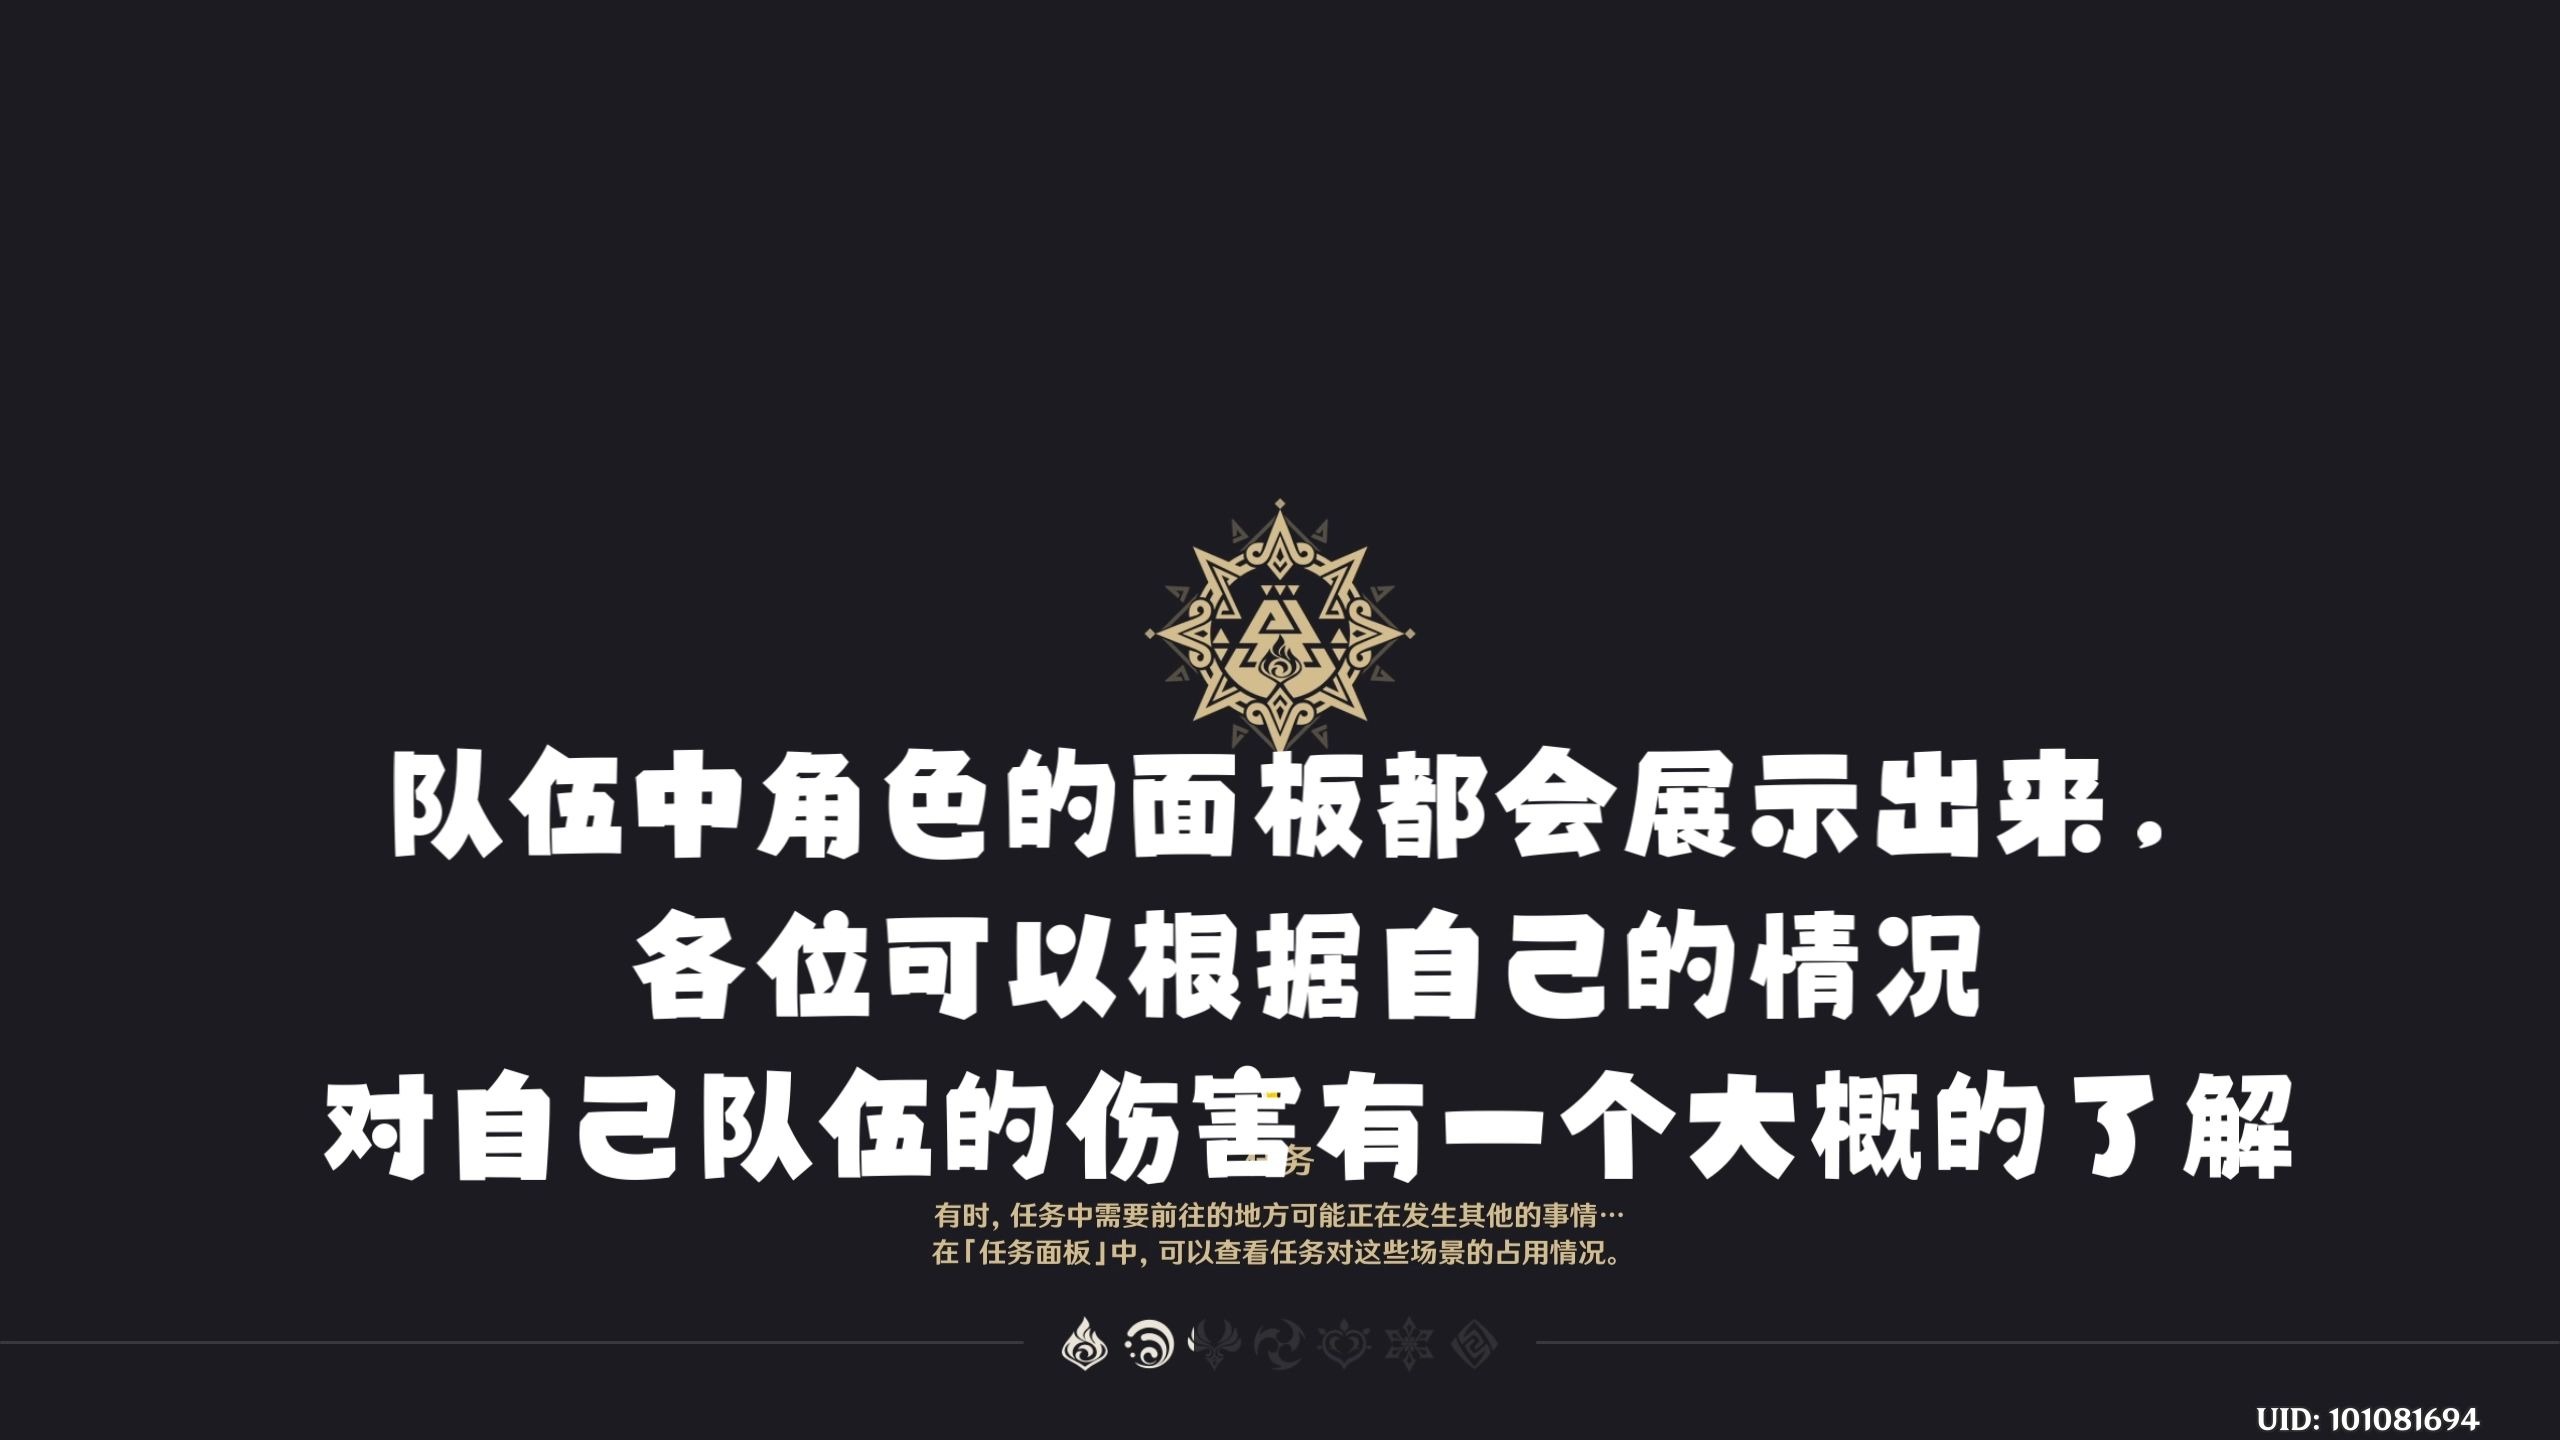 队伍中角色的面板都会展示出来，
各位可以根据自己的情况
对自己队伍的伤害有一个大概的了解
务
有时，任务中需要前往的地方可能正在发生其他的事情…
在「任务面板」中，可以查看任务对这些场景的占用情况。
UID: 101081694